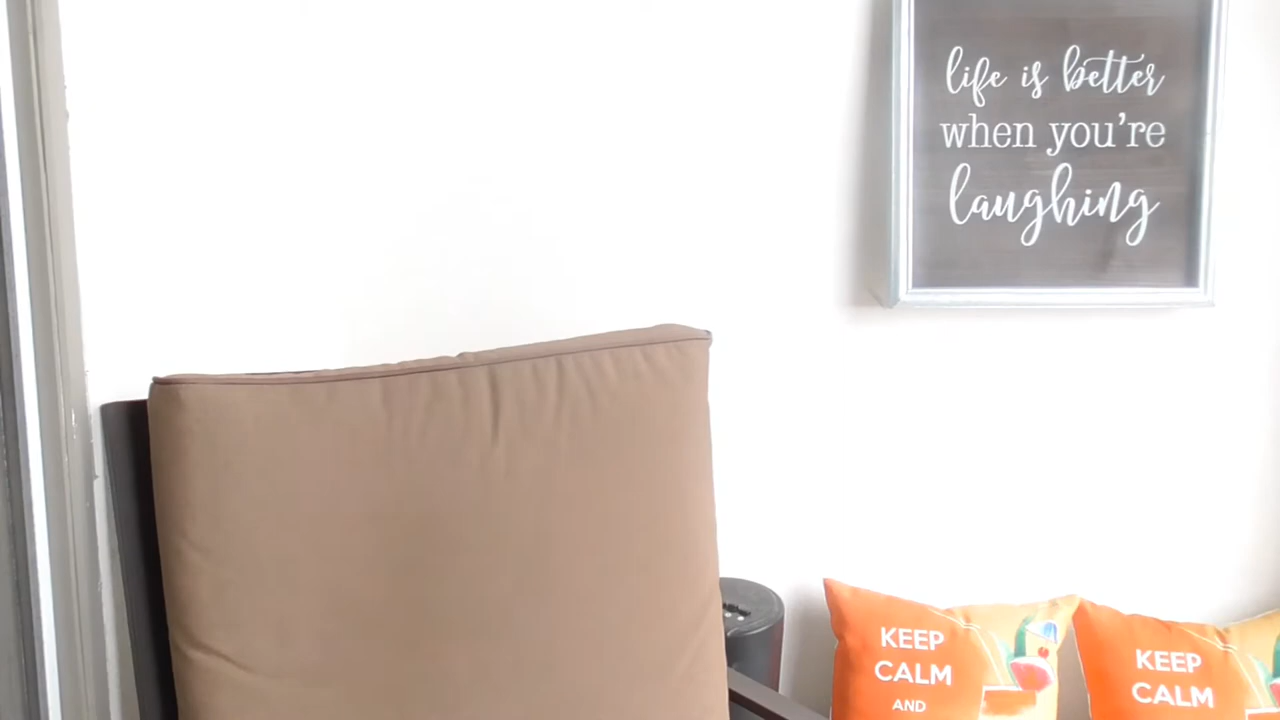 life is better
when you're
laughing
KEEP
CALM
AND
KEEP
CALM